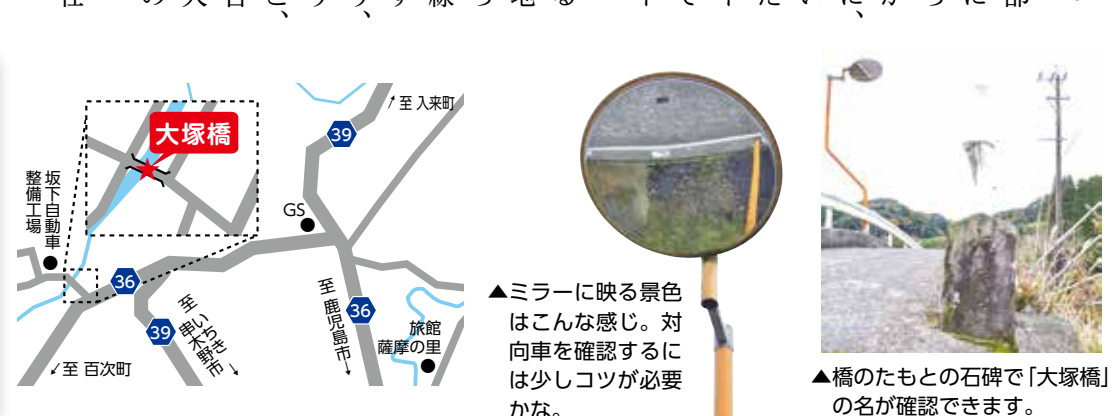 大塚橋
39
↗至 入来町
坂下自動車
整備工場
GS
36
39
至
いちき
串木野市→
至 鹿児島市→
36
旅館
薩摩の里
↙至 百次町
▲ミラーに映る景色
はこんな感じ。対
向車を確認するに
は少しコツが必要
かな。
▲橋のたもとの石碑で「大塚橋」
の名が確認できます。